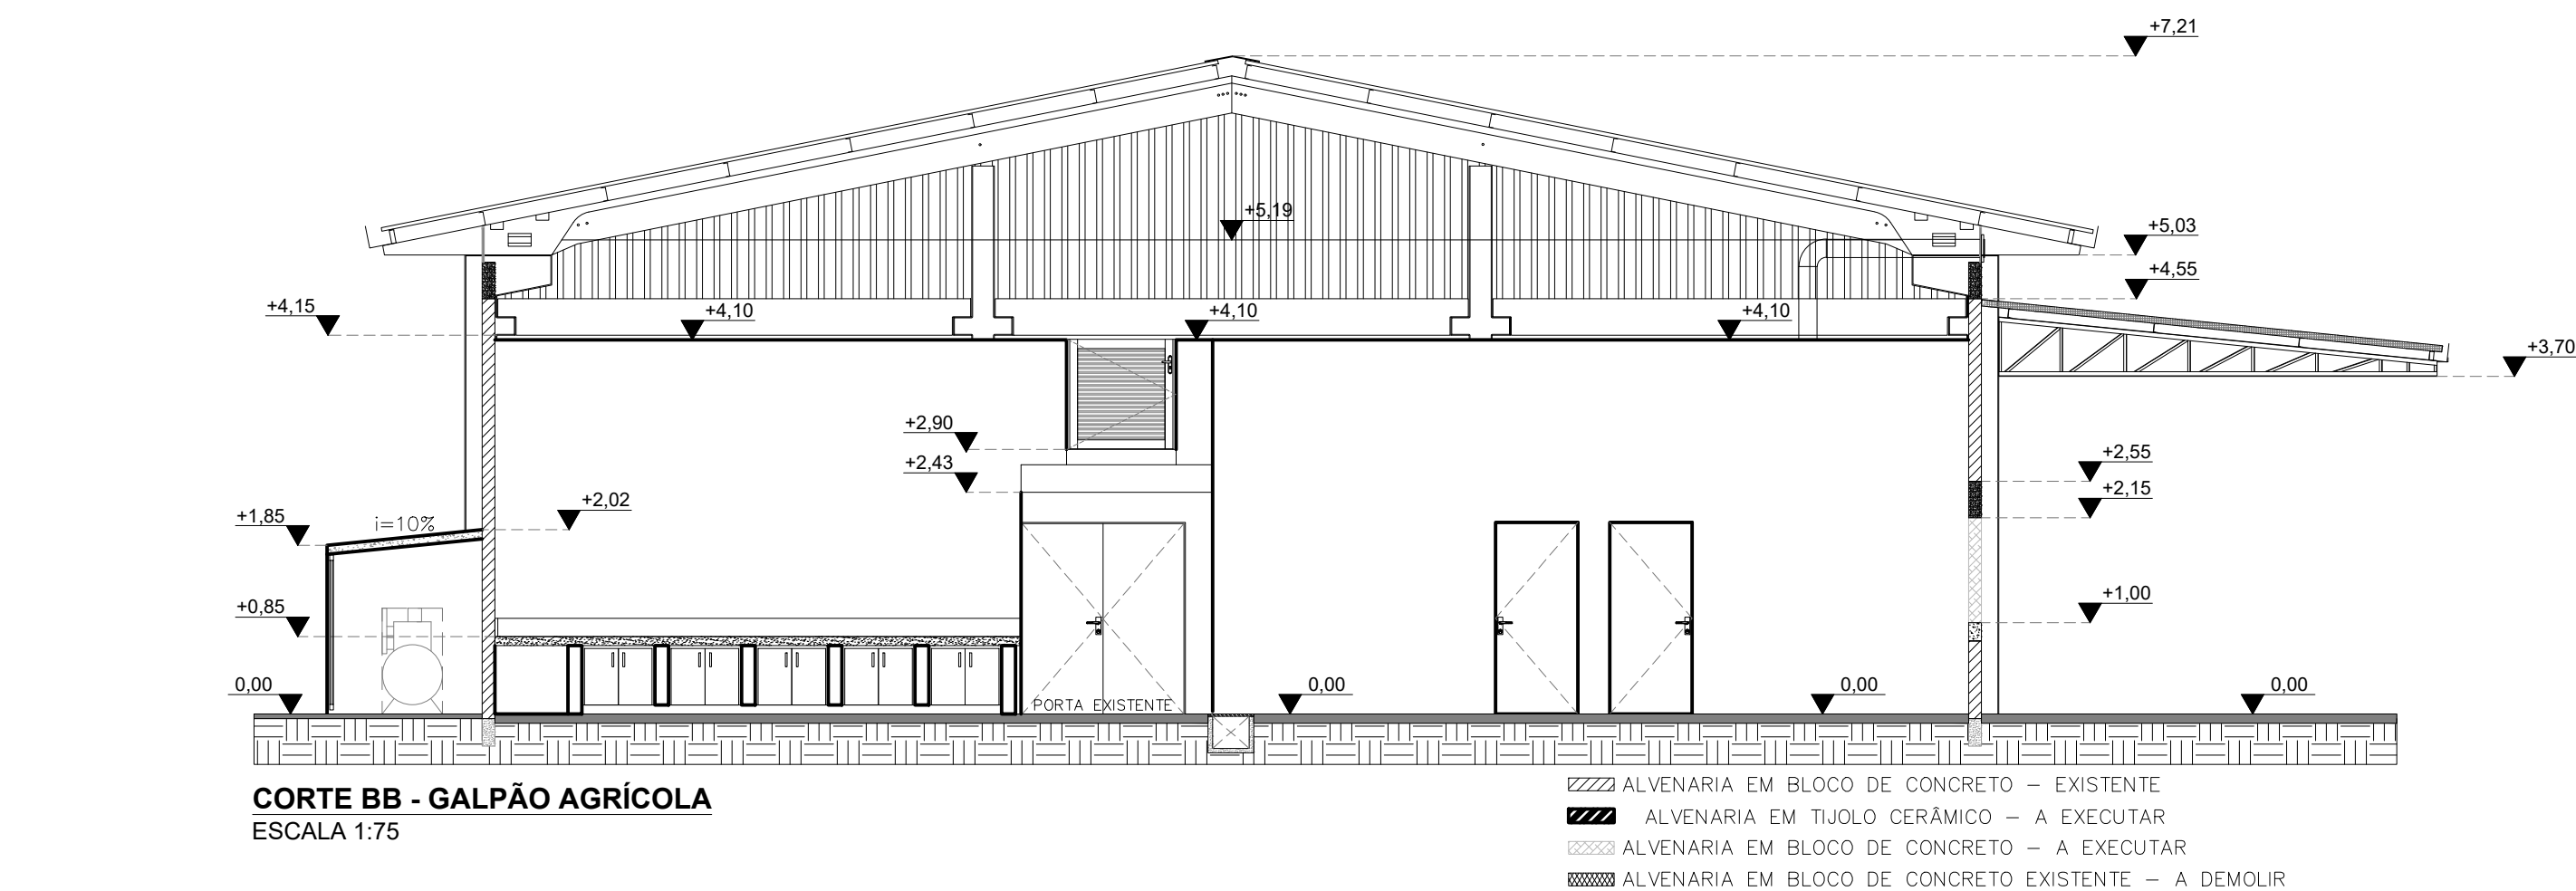 +7,21
+5,19
+5,03
+4,55
+4,15
+4,10
+4,10
+4,10
+3,70
+2,90
+2,43
+2,55
+2,15
+2,02
+1,85
i=10%
+0,85
+1,00
0,00
PORTA EXISTENTE
0,00
0,00
0,00
CORTE BB - GALPÃO AGRÍCOLA
ESCALA 1:75
ALVENARIA EM BLOCO DE CONCRETO – EXISTENTE
ALVENARIA EM TIJOLO CERÂMICO – A EXECUTAR
ALVENARIA EM BLOCO DE CONCRETO – A EXECUTAR
ALVENARIA EM BLOCO DE CONCRETO EXISTENTE – A DEMOLIR